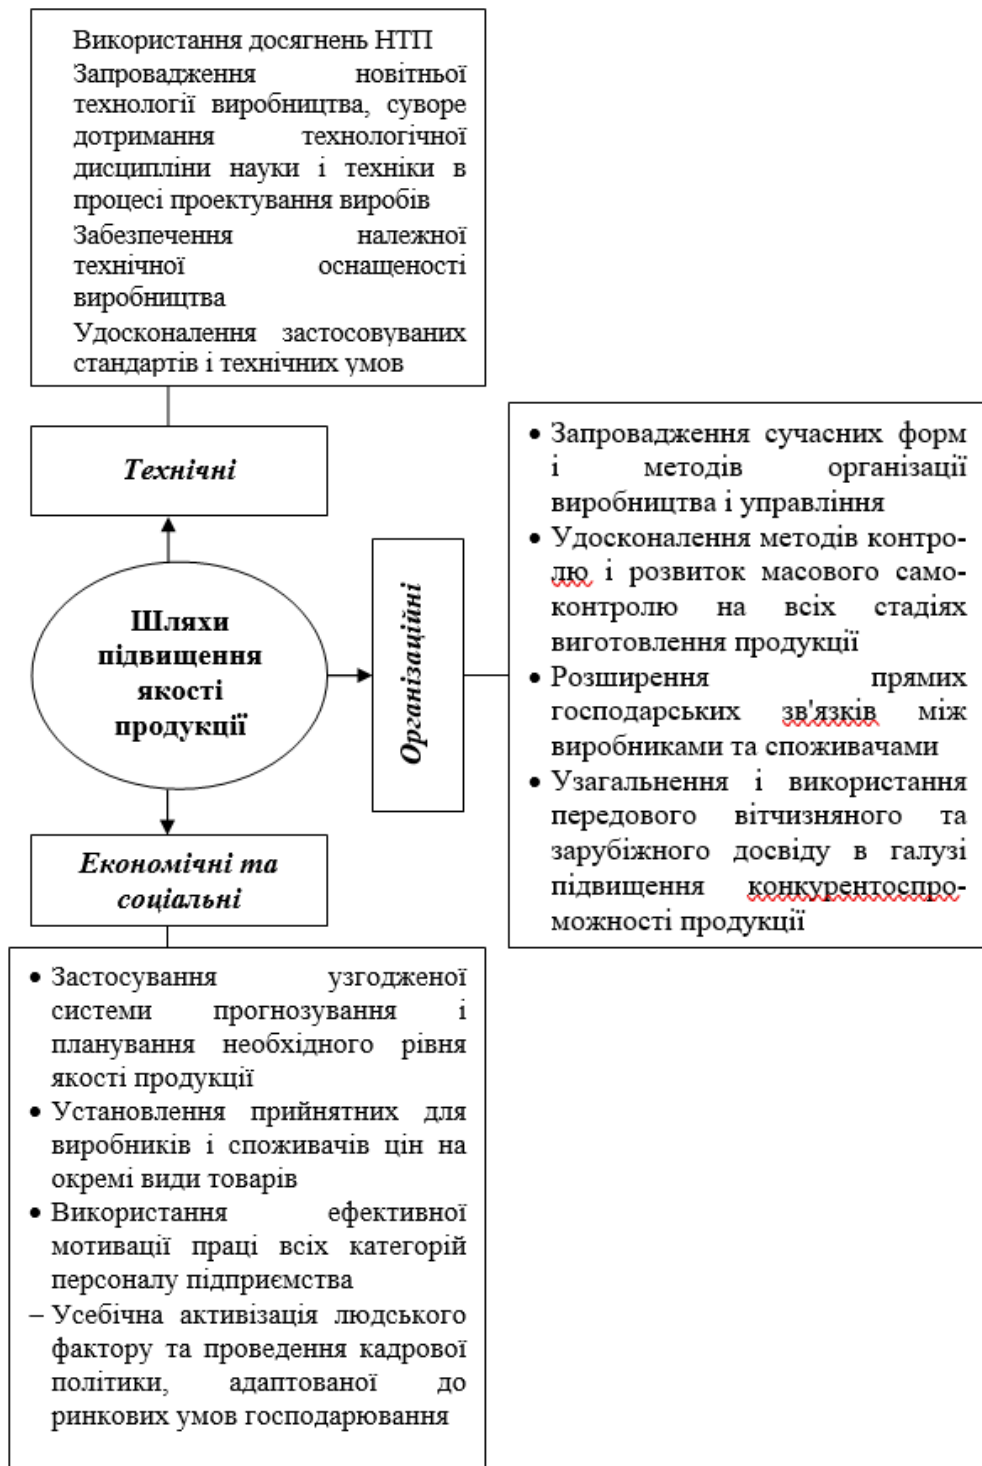 Використання досягнень НТП
Запровадження новітньої
технології виробництва, суворе
дотримання технологічної
дисципліни науки і техніки в
процесі проектування виробів
Забезпечення належної
технічної оснащеності
виробництва
Удосконалення застосовуваних
стандартів і технічних умов
Технічні
Шляхи
підвищення
якості
продукції
Організаційні
• Запровадження сучасних форм
і методів організації
виробництва і управління
• Удосконалення методів контро-
лю і розвиток масового само-
контролю на всіх стадіях
виготовлення продукції
• Розширення прямих
господарських зв'язків між
виробниками та споживачами
• Узагальнення і використання
передового вітчизняного та
зарубіжного досвіду в галузі
підвищення конкурентоспро-
можності продукції
Економічні та
соціальні
• Застосування узгодженої
системи прогнозування і
планування необхідного рівня
якості продукції
• Установлення прийнятних для
виробників і споживачів цін на
окремі види товарів
• Використання ефективної
мотивації праці всіх категорій
персоналу підприємства
– Усебічна активізація людського
фактору та проведення кадрової
політики, адаптованої до
ринкових умов господарювання